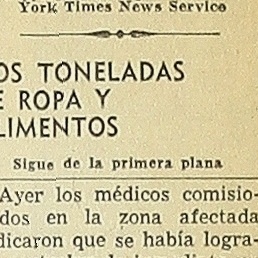 York Times News Service
OS TONELADAS
E ROPA Y
LIMENTOS
Sigue de la primera plana
Ayer los médicos comisio-
dos en la zona afectada
dicaron que se había logra-